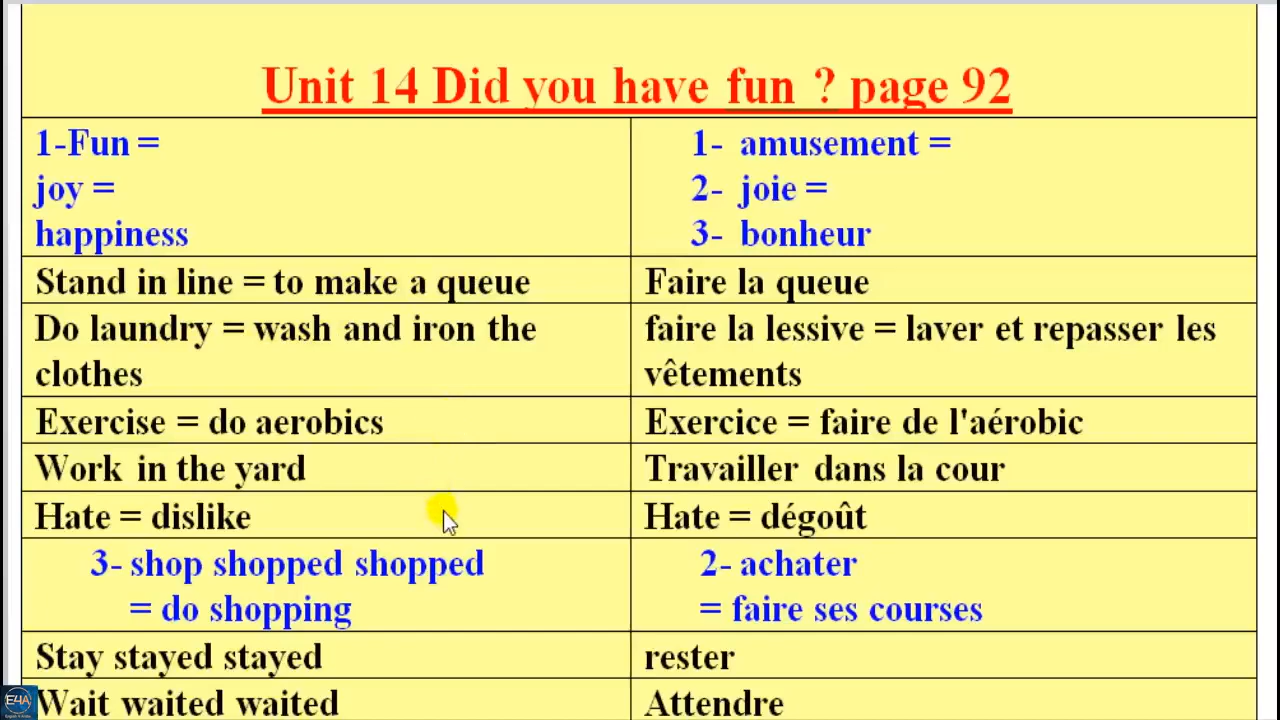 Unit 14 Did you have fun ? page 92
1-Fun =
joy =
happiness
1- amusement =
2- joie =
3- bonheur
Stand in line = to make a queue
Faire la queue
Do laundry = wash and iron the
clothes
faire la lessive = laver et repasser les
vêtements
Exercise = do aerobics
Exercice = faire de l'aérobic
Work in the yard
Travailler dans la cour
Hate = dislike
Hate = dégoût
3- shop shopped shopped
= do shopping
2- achater
= faire ses courses
Stay stayed stayed
rester
Wait waited waited
Attendre
E4A